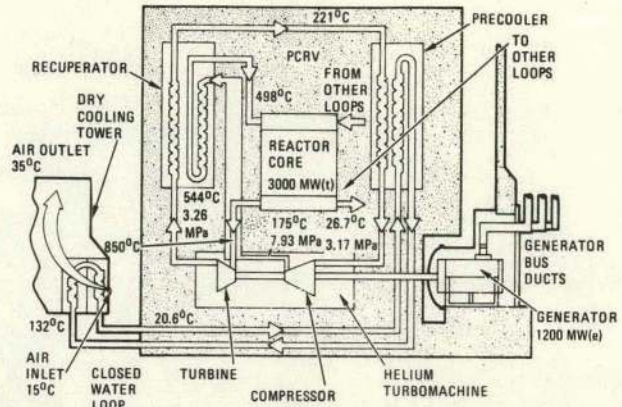 221°C
PRECOOLER
PCRV
TO
OTHER
LOOPS
RECUPERATOR
FROM
OTHER
LOOPS
498°C
DRY
COOLING
TOWER
REACTOR
CORE
3000 MW(t)
AIR OUTLET
35°C
544°C
3.26
MPa
175°C
7.93 MPa
26.7°C
3.17 MPa
850°C
GENERATOR
BUS
DUCTS
132°C
20.6°C
GENERATOR
1200 MW(e)
AIR
INLET
15°C
CLOSED
WATER
LOOP
TURBINE
COMPRESSOR
HELIUM
TURBOMACHINE